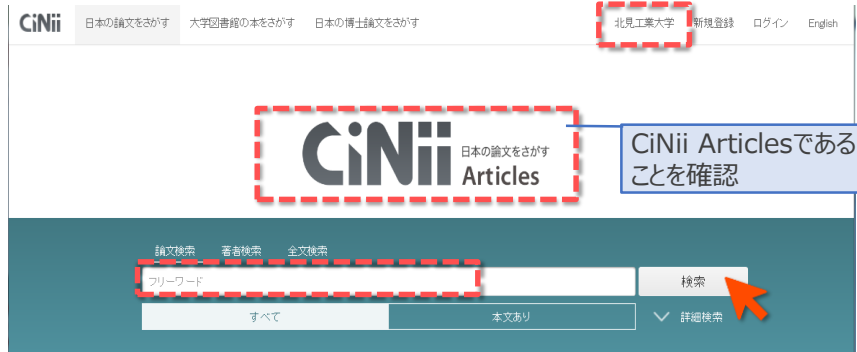 CiNii 日本の論文をさがす 大学図書館の本をさがす 日本の博士論文をさがす 北見工業大学 新規登録 ログイン English
CiNii 日本の論文をさがす
Articles
CiNii Articlesである
ことを確認
論文検索 著者検索 全文検索
フリーワード 検索
すべて 本文あり 詳細検索